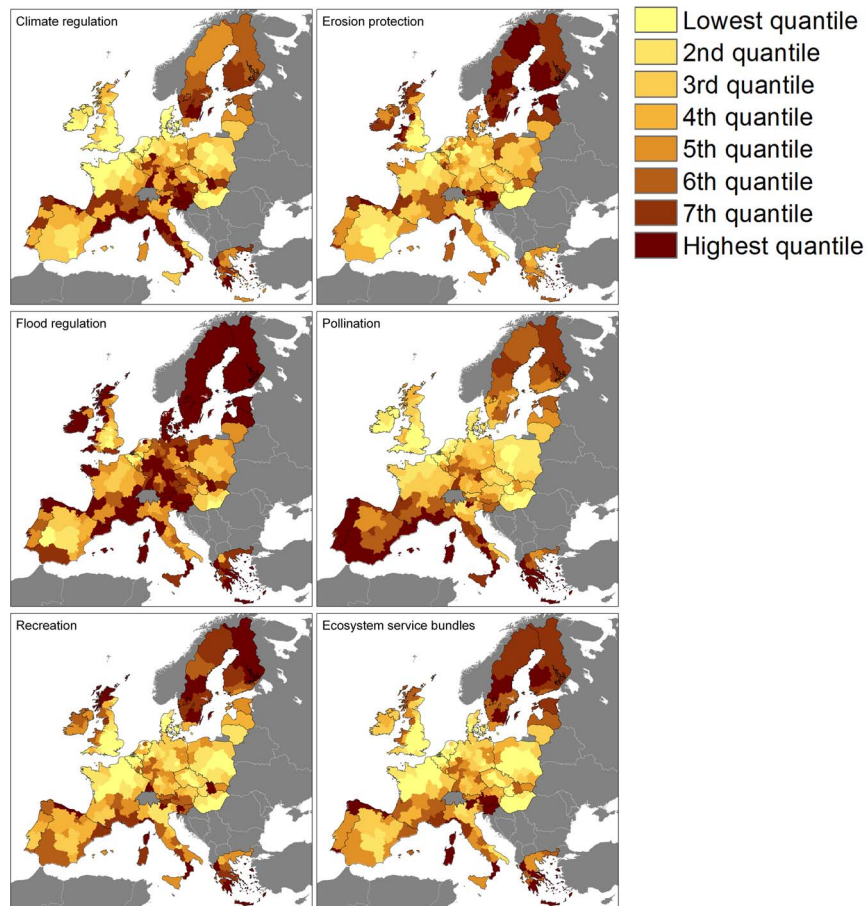 Climate regulation
Erosion protection
Lowest quantile
2nd quantile
3rd quantile
4th quantile
5th quantile
6th quantile
7th quantile
Highest quantile
Flood regulation
Pollination
Recreation
Ecosystem service bundles